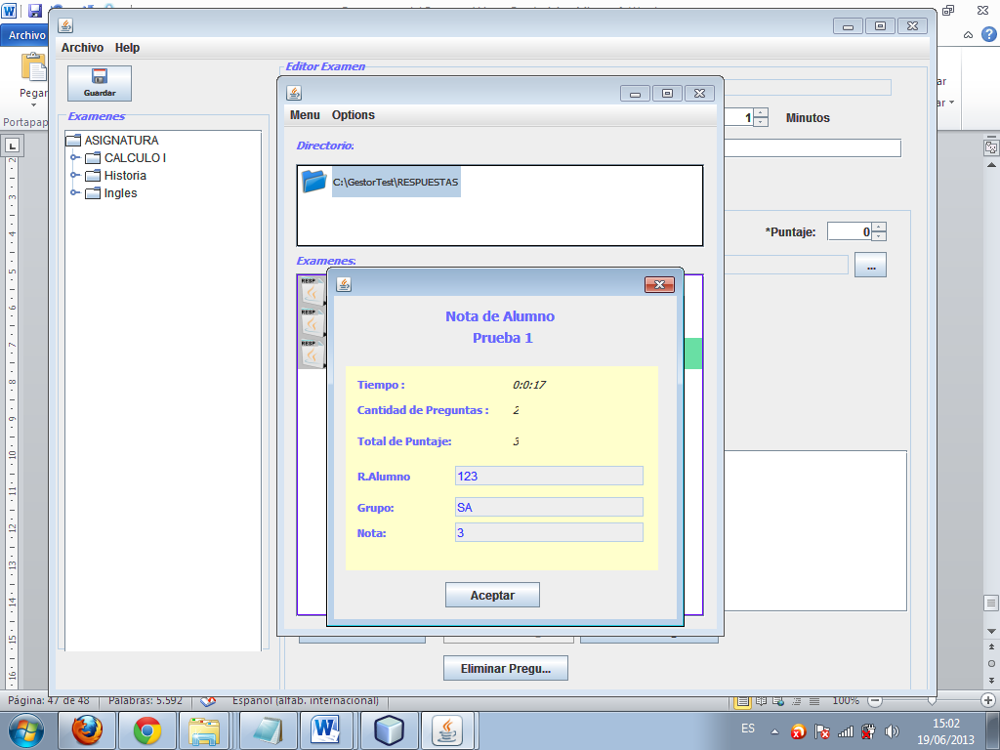 Archivo
Pegar
Portapap
Archivo Help
Guardar
Examenes
ASIGNATURA
CALCULO I
Historia
Ingles
Editor Examen
1 Minutos
*Puntaje: 0
...
Eliminar Pregu...
Menu Options
Directorio:
C:\GestorTest\RESPUESTAS
Examenes:
RESP
RESP
RESP
Nota de Alumno
Prueba 1
Tiempo : 0:0:17
Cantidad de Preguntas : 2
Total de Puntaje: 3
R.Alumno 123
Grupo: SA
Nota: 3
Aceptar
Página: 47 de 48 Palabras: 5.592 Español (alfab. internacional) 100%
ES 15:02
19/06/2013